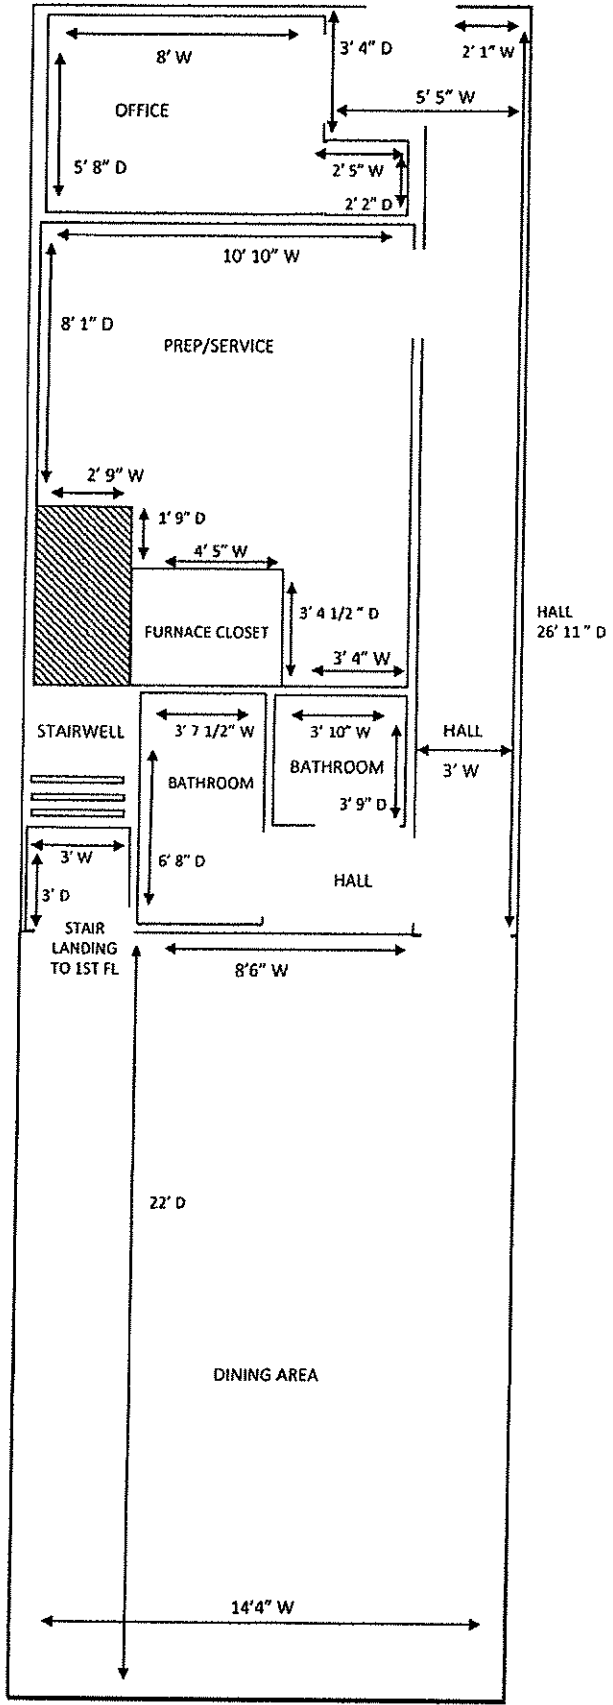 3' 4" D
2' 1" W
8' W
5' 5" W
OFFICE
5' 8" D
2' 5" W
2' 2" D
10' 10" W
8' 1" D
PREP/SERVICE
2' 9" W
1' 9" D
4' 5" W
FURNACE CLOSET
3' 4 1/2 " D
3' 4" W
HALL
26' 11" D
STAIRWELL
3' 7 1/2" W
BATHROOM
3' 10" W
BATHROOM
3' 9" D
HALL
3' W
3' W
3' D
6' 8" D
HALL
STAIR
LANDING
TO 1ST FL
8'6" W
22' D
DINING AREA
14'4" W